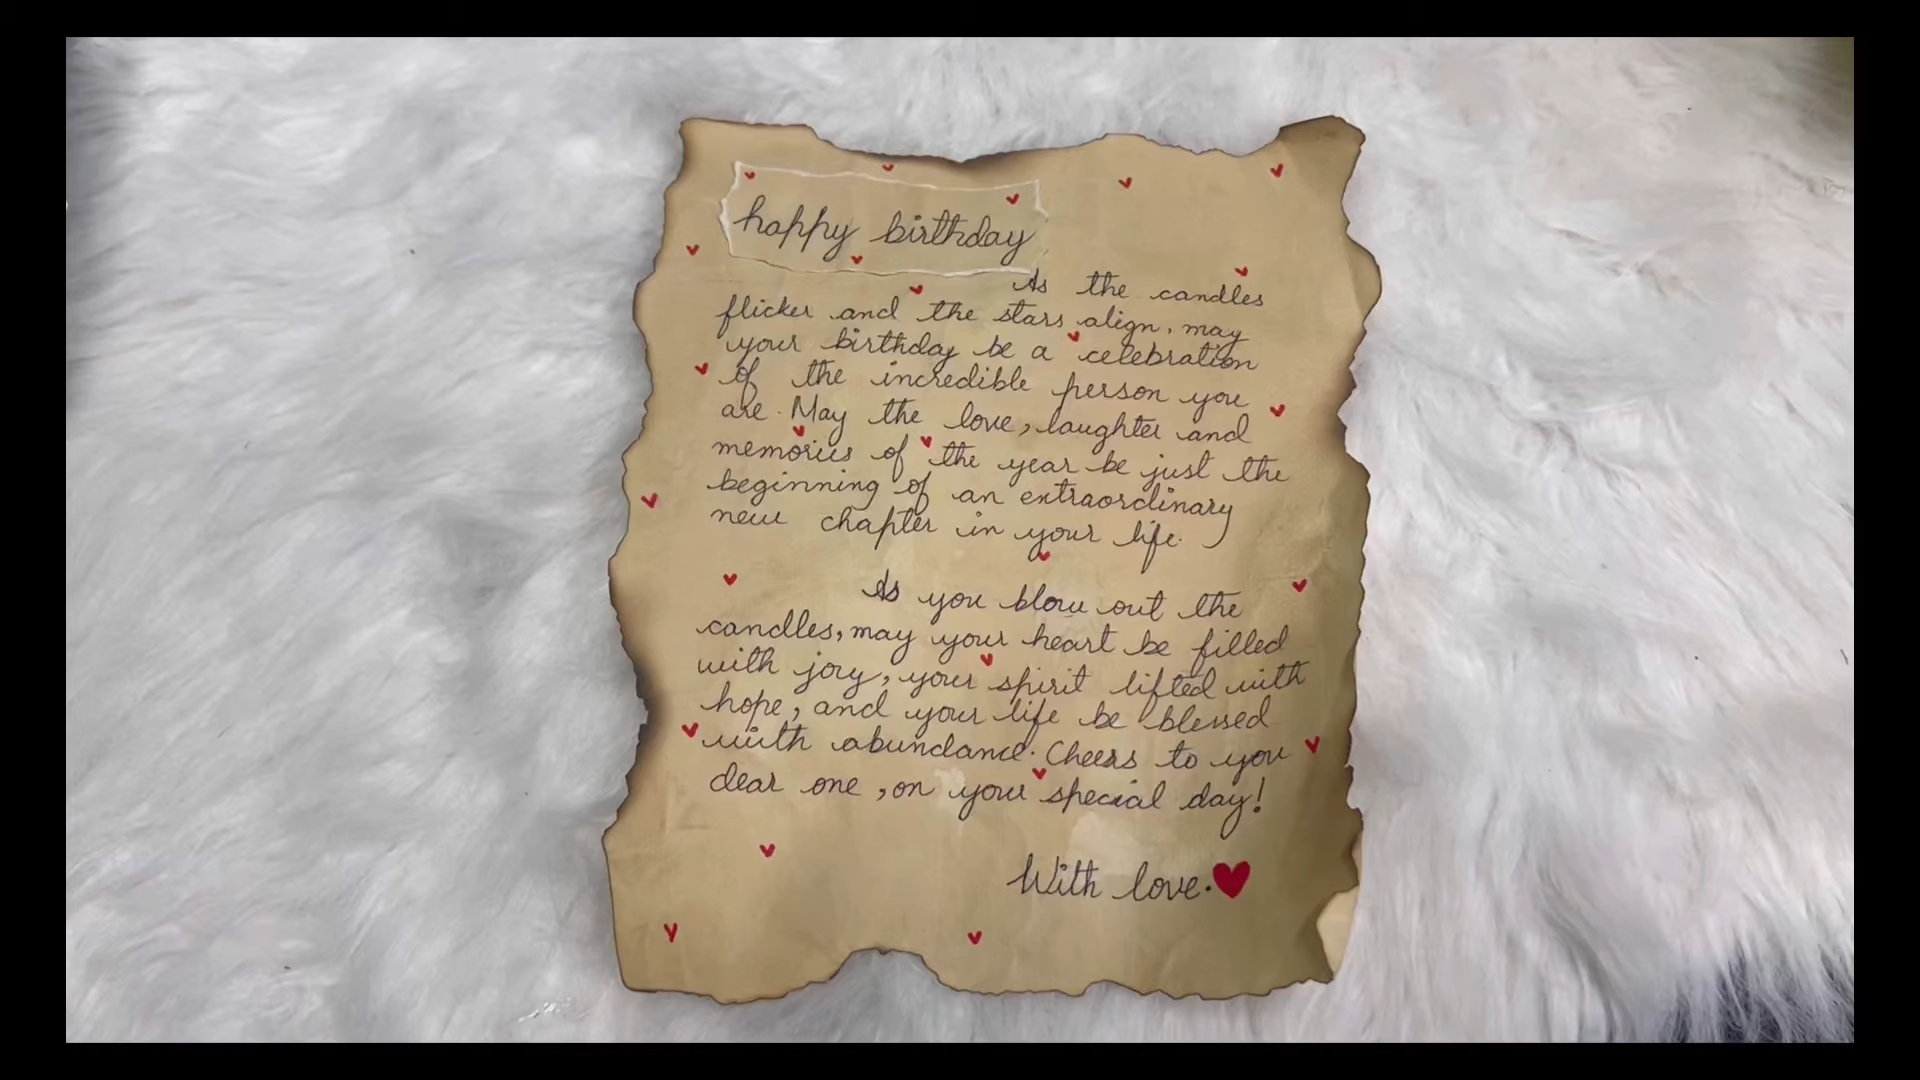 happy birthday
As the candles
flicker and the stars align, may
your birthday be a celebration
of the incredible person you
are. May the love, laughter and
memories of the year be just the
beginning of an extraordinary
new chapter in your life.
As you blow out the
candles, may your heart be filled
with joy, your spirit lifted with
hope, and your life be blessed
with abundance. Cheers to you
dear one, on your special day!
With love.❤